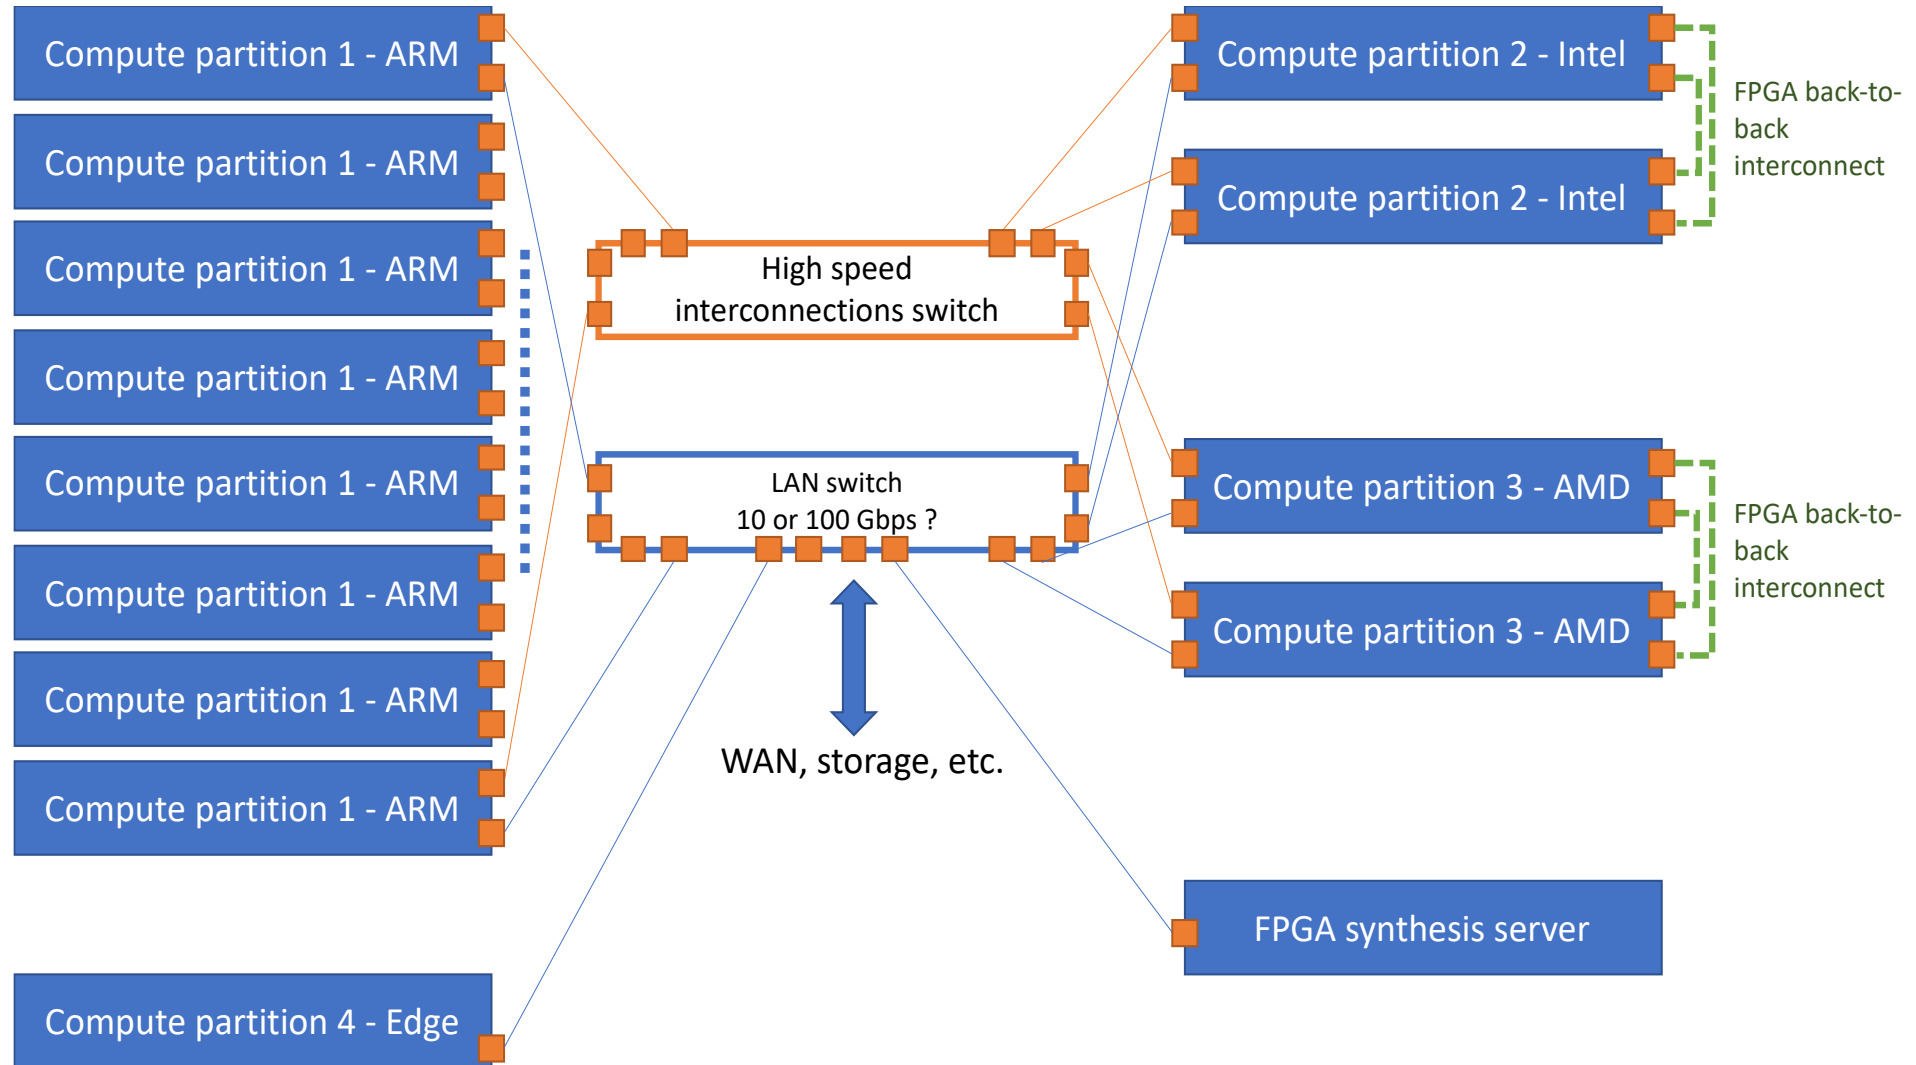 Compute partition 1 - ARM
Compute partition 1 - ARM
Compute partition 1 - ARM
Compute partition 1 - ARM
Compute partition 1 - ARM
Compute partition 1 - ARM
Compute partition 1 - ARM
Compute partition 1 - ARM
Compute partition 4 - Edge
High speed
interconnections switch
LAN switch
10 or 100 Gbps ?
WAN, storage, etc.
Compute partition 2 - Intel
Compute partition 2 - Intel
FPGA back-to-
back
interconnect
Compute partition 3 - AMD
Compute partition 3 - AMD
FPGA back-to-
back
interconnect
FPGA synthesis server